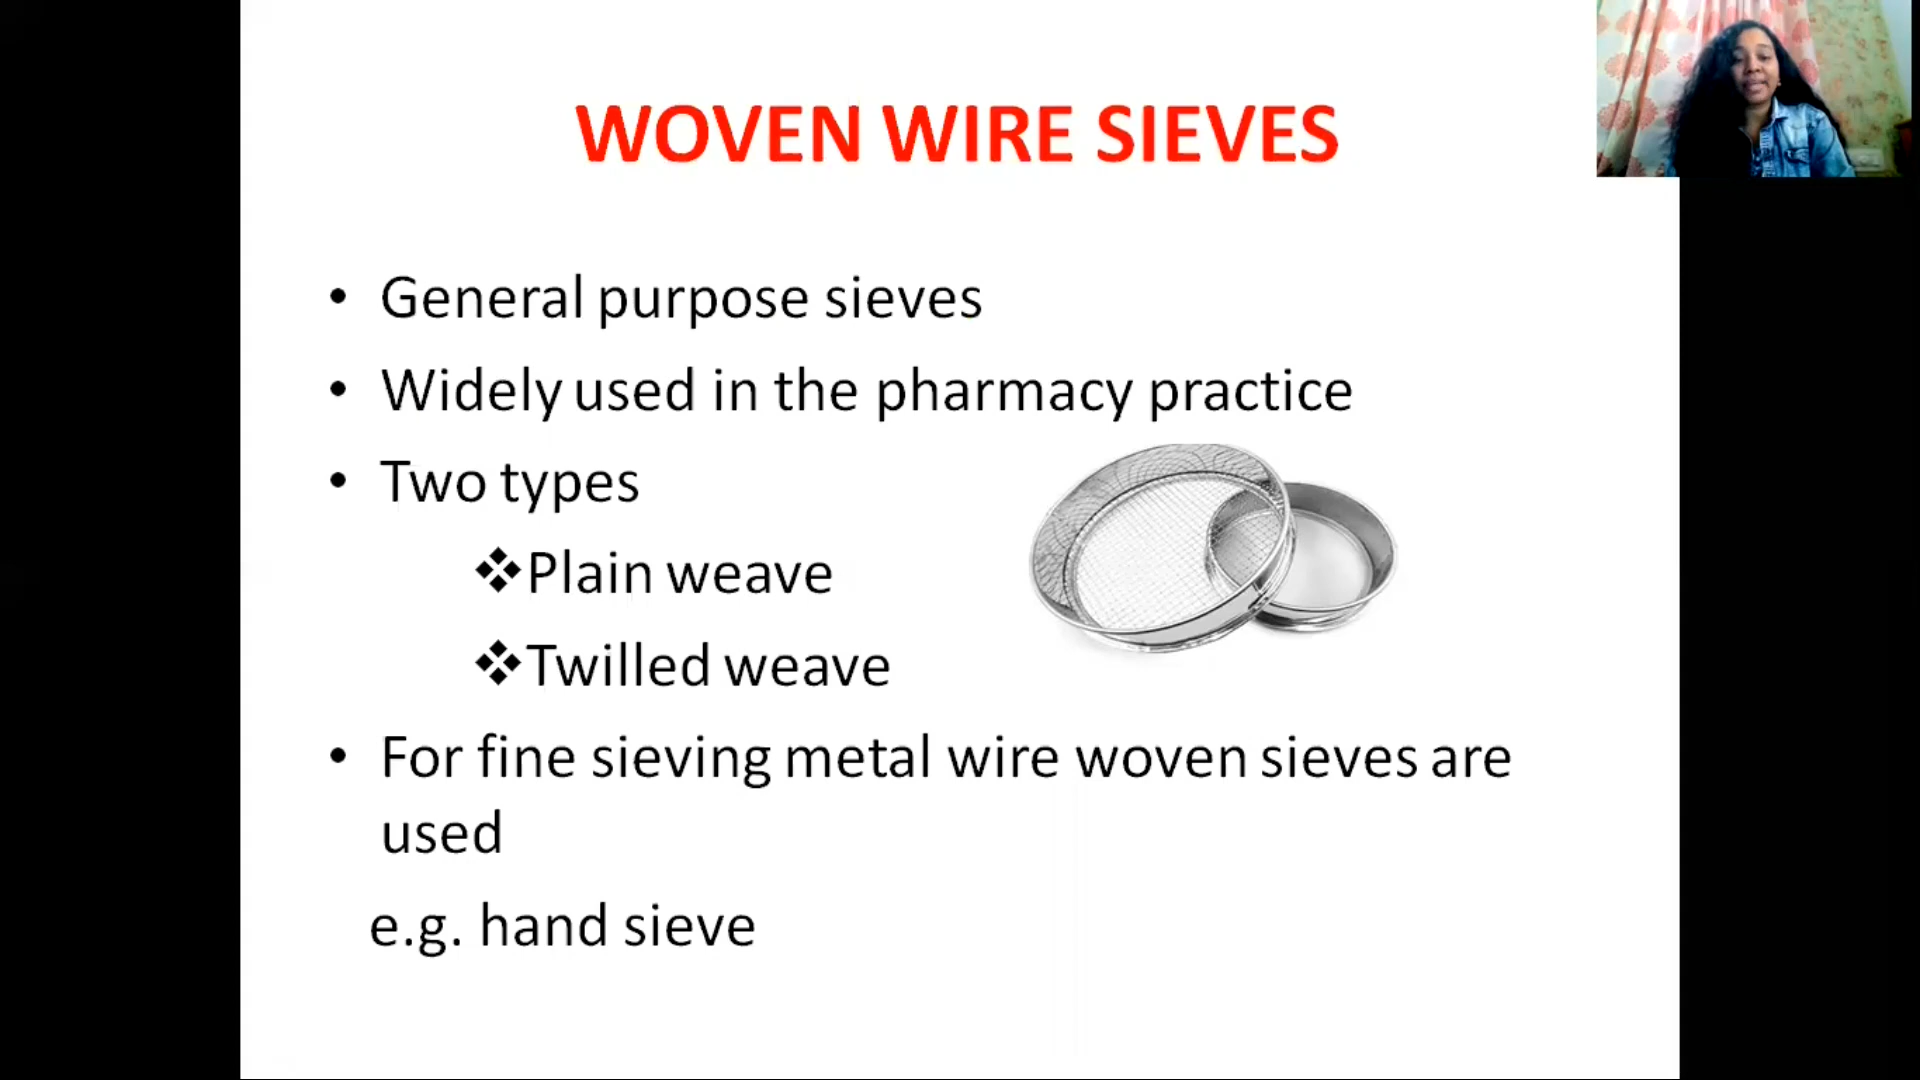 WOVEN WIRE SIEVES
• General purpose sieves
• Widely used in the pharmacy practice
• Two types
❖Plain weave
❖Twilled weave
• For fine sieving metal wire woven sieves are
used
e.g. hand sieve